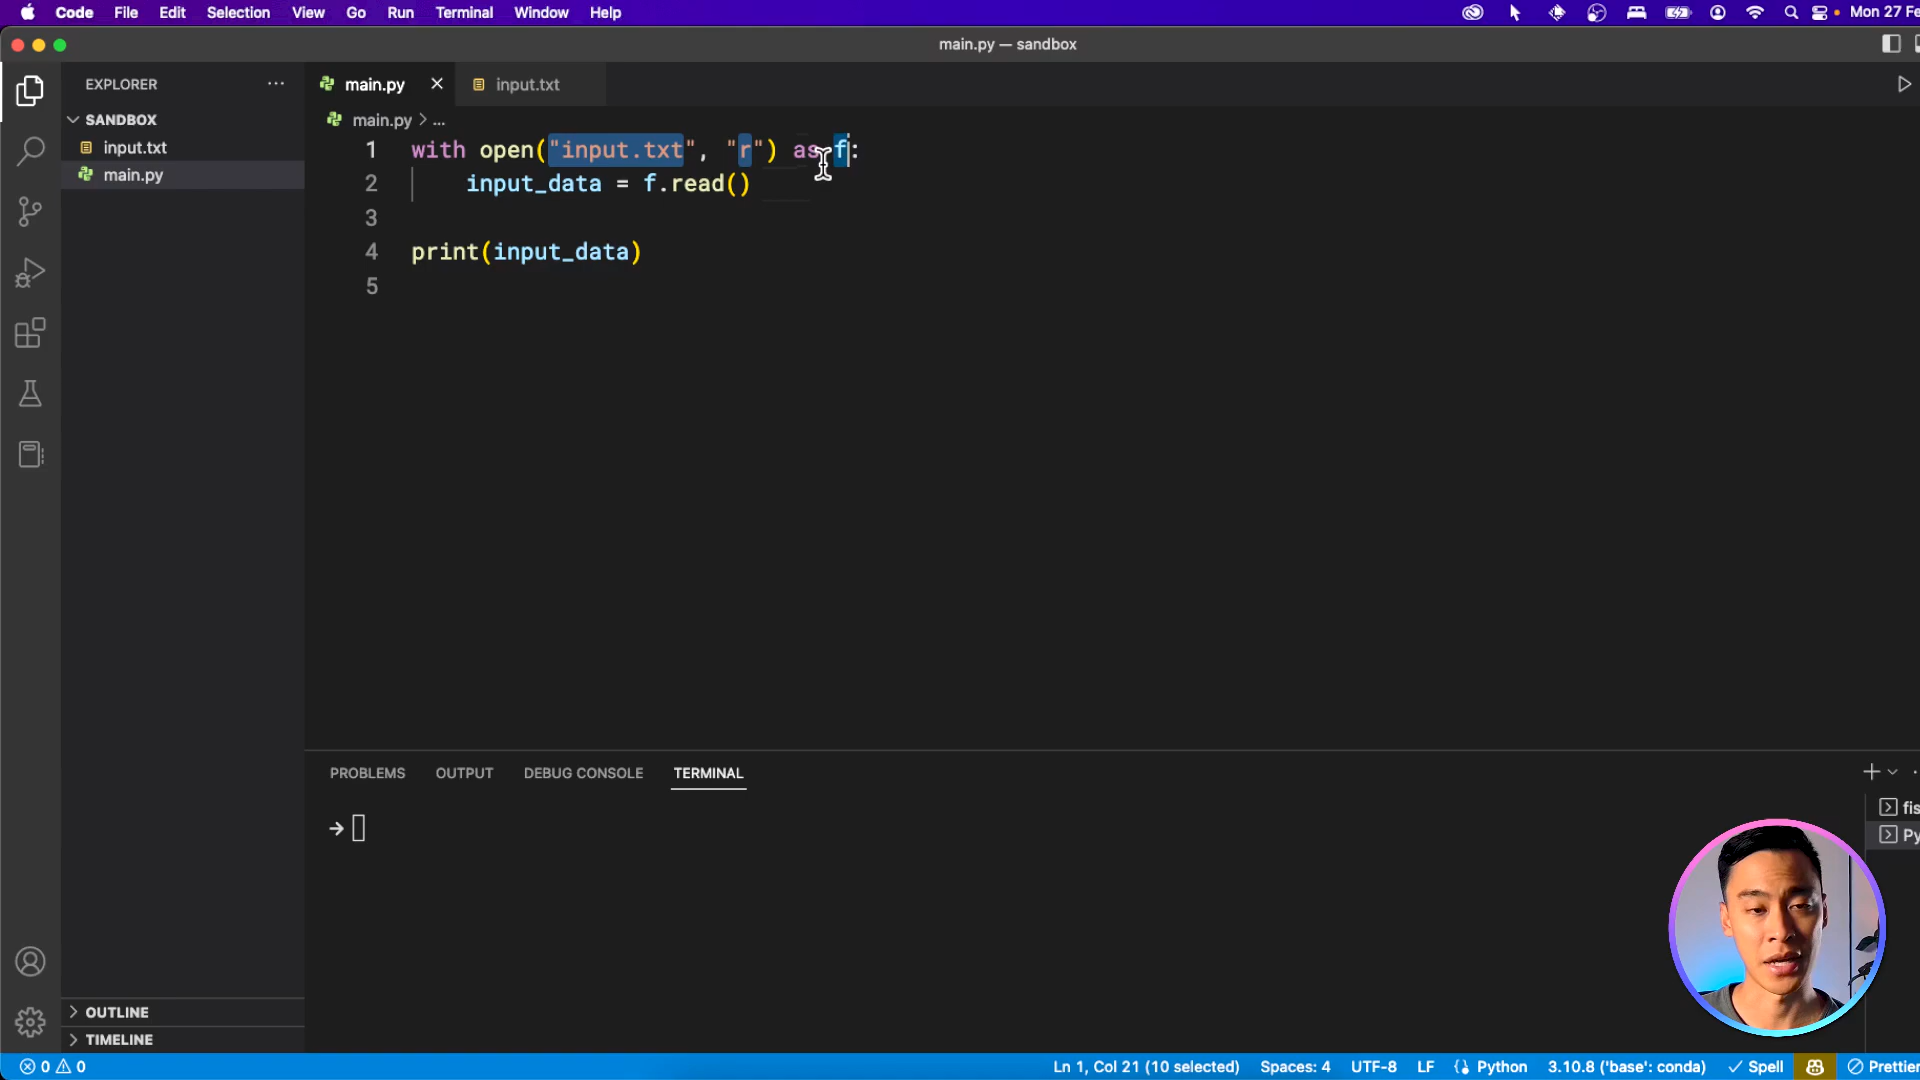 Code File Edit Selection View Go Run Terminal Window Help Mon 27 Fe
main.py — sandbox
EXPLORER
main.py
input.txt
SANDBOX
input.txt
main.py
main.py > ...
1 with open("input.txt", "r") as f:
2 input_data = f.read()
3
4 print(input_data)
5
PROBLEMS OUTPUT DEBUG CONSOLE TERMINAL
fis
Py
OUTLINE
TIMELINE
0 0 Ln 1, Col 21 (10 selected) Spaces: 4 UTF-8 LF Python 3.10.8 ('base': conda) Spell Prettier